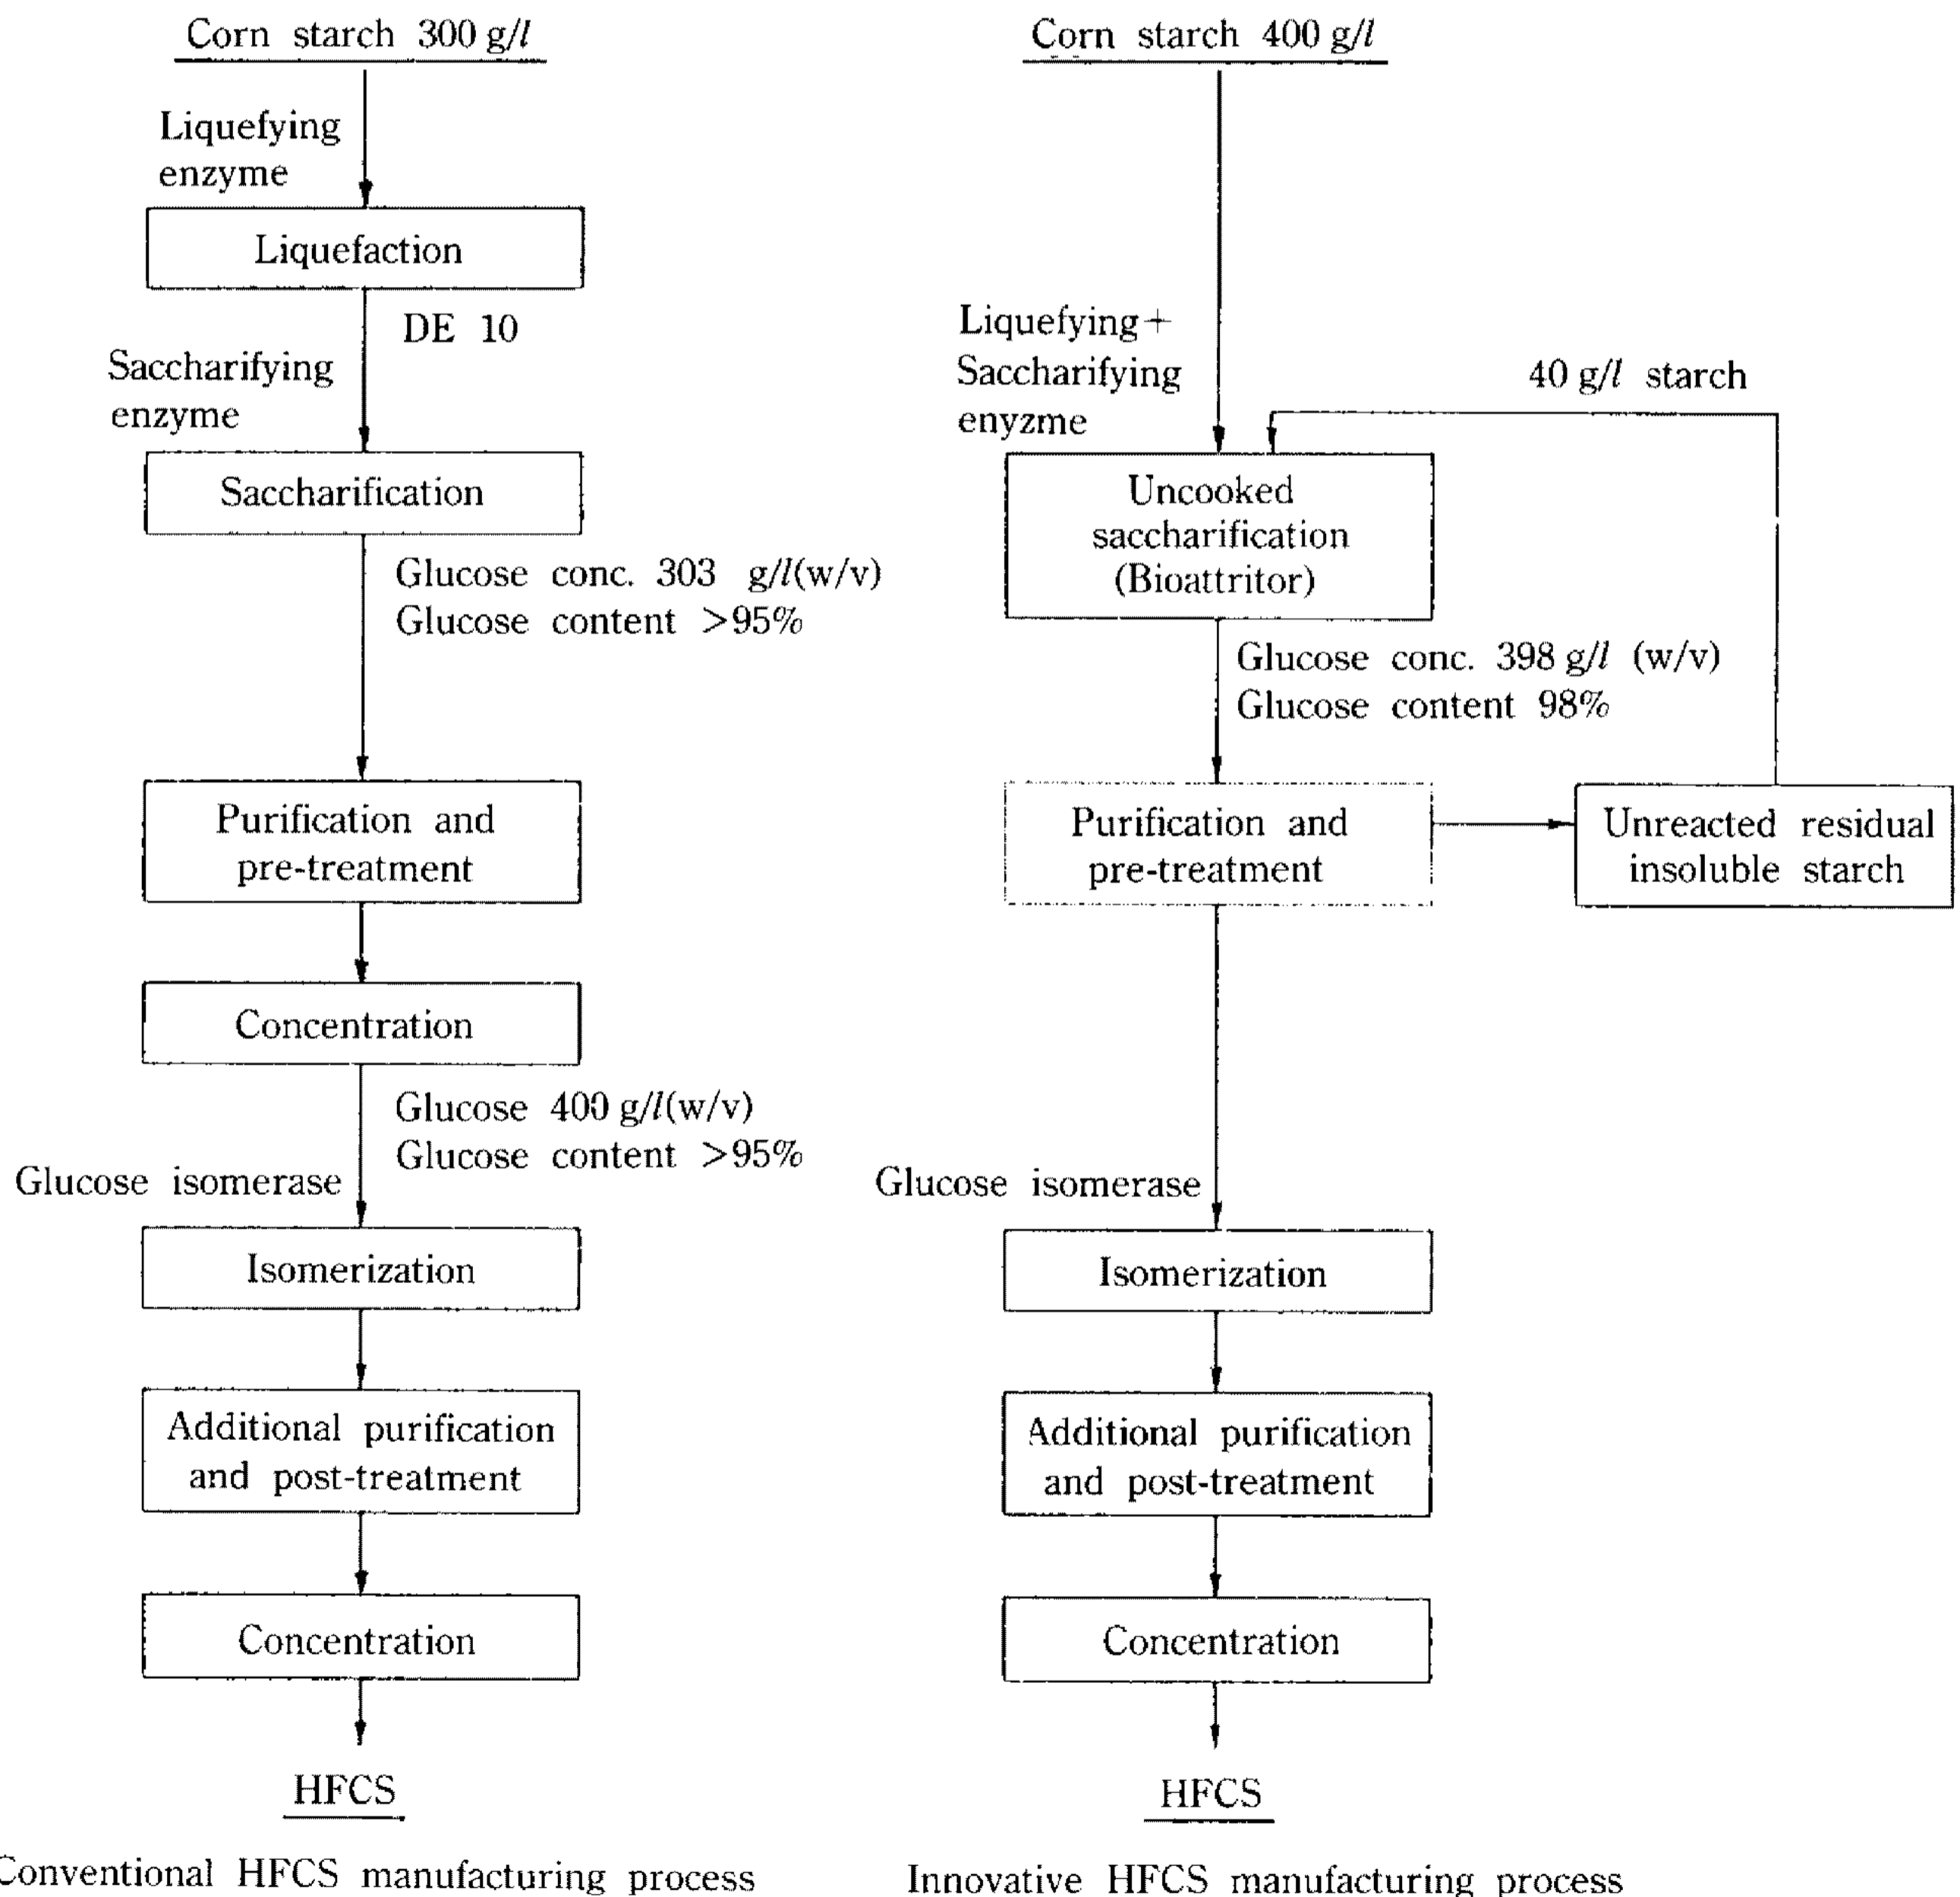 Corn starch 300 g/l
Liquefying
enzyme
Liquefaction
DE 10
Saccharifying
enzyme
Saccharification
Glucose conc. 303 g/l(w/v)
Glucose content >95%
Purification and
pre-treatment
Concentration
Glucose 400 g/l(w/v)
Glucose content >95%
Glucose isomerase
Isomerization
Additional purification
and post-treatment
Concentration
HFCS
Conventional HFCS manufacturing process
Corn starch 400 g/l
Liquefying+
Saccharifying
enyzme
40 g/l starch
Uncooked
saccharification
(Bioattritor)
Glucose conc. 398 g/l (w/v)
Glucose content 98%
Purification and
pre-treatment
Unreacted residual
insoluble starch
Glucose isomerase
Isomerization
Additional purification
and post-treatment
Concentration
HFCS
Innovative HFCS manufacturing process